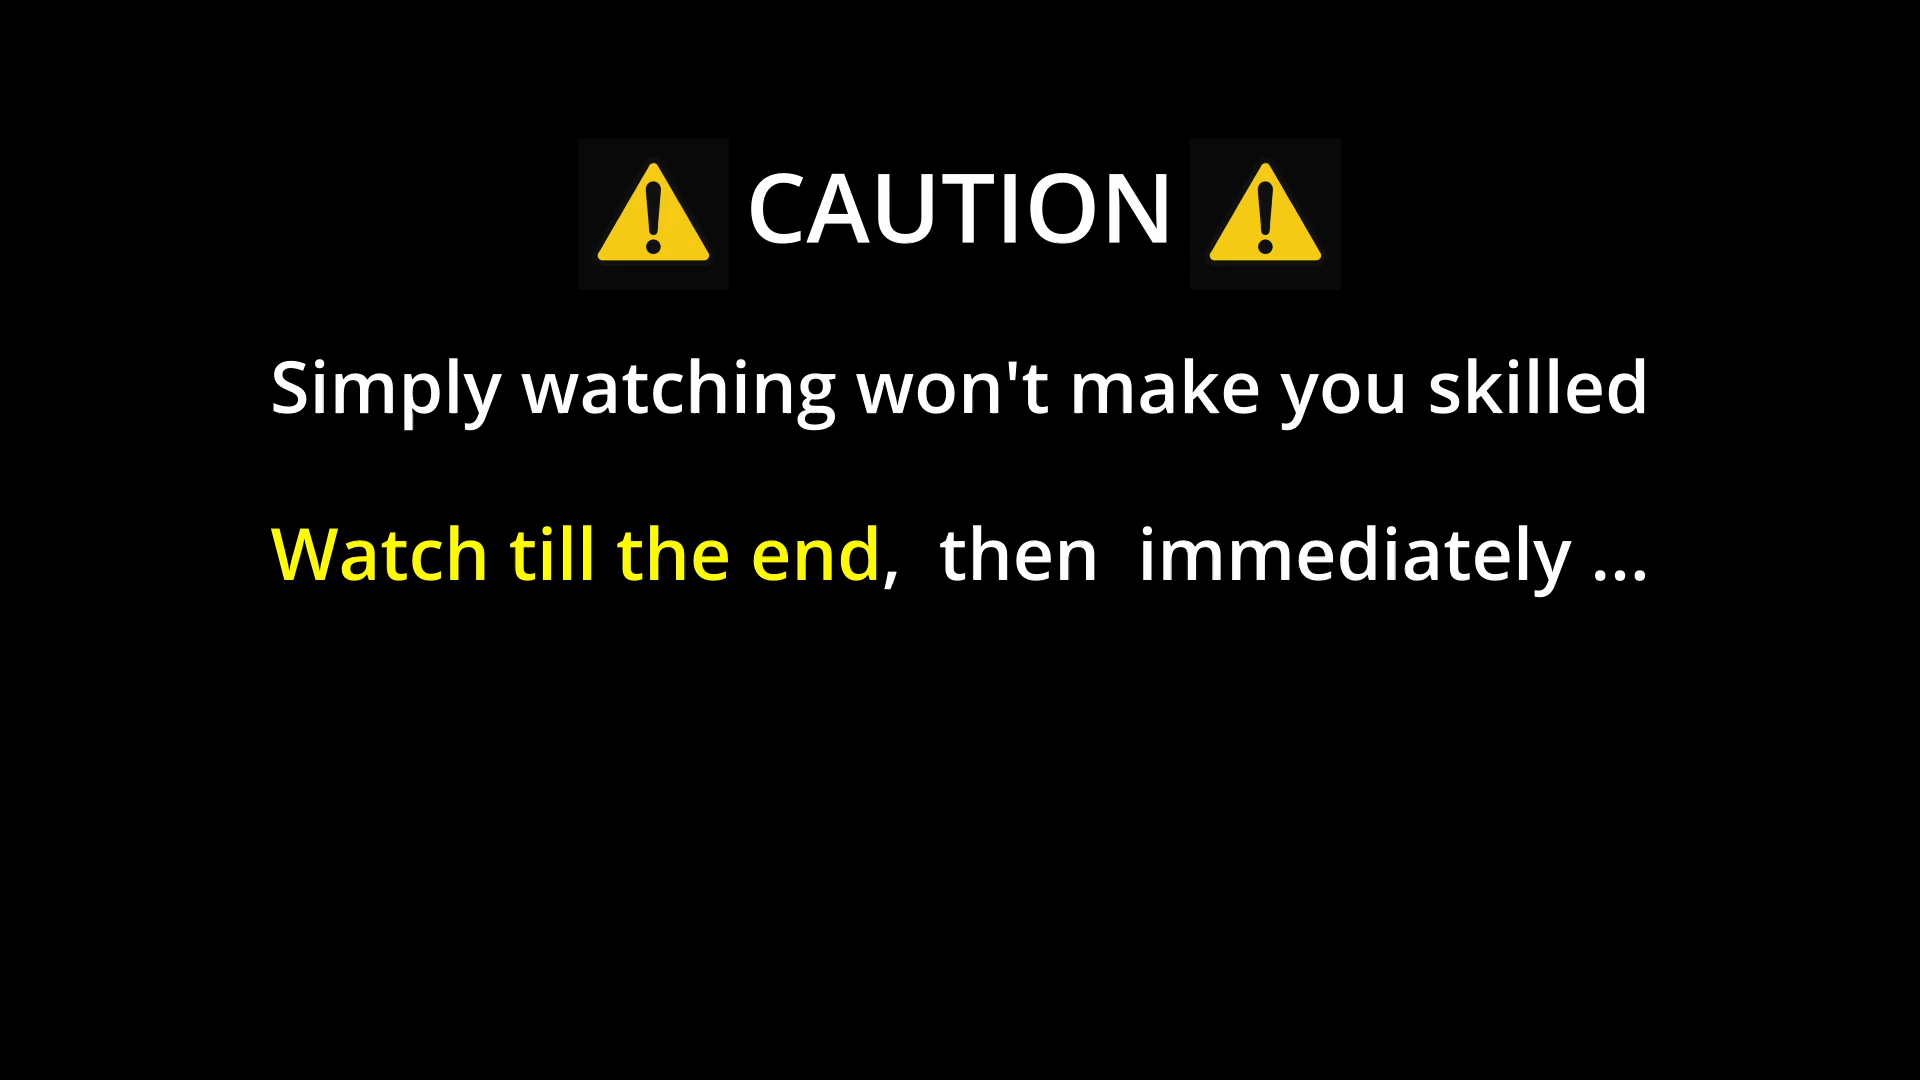 ⚠ CAUTION ⚠
Simply watching won't make you skilled
Watch till the end, then immediately ...